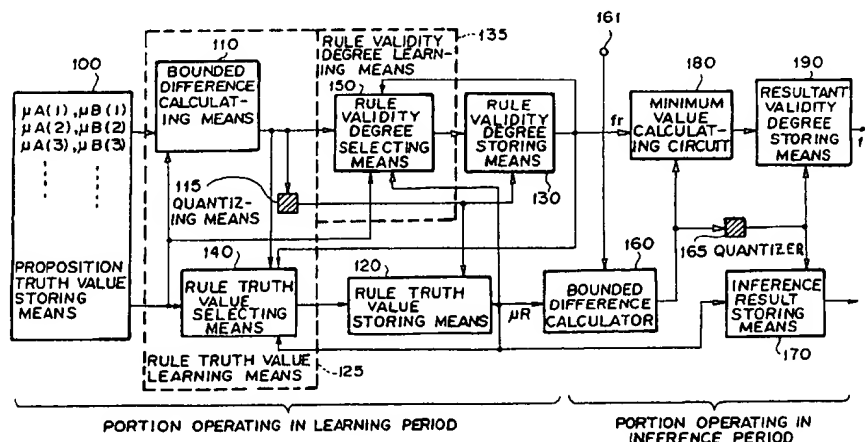 100
μA(1), μB(1)
μA(2), μB(2)
μA(3), μB(3)
PROPOSITION
TRUTH VALUE
STORING
MEANS
110
BOUNDED
DIFFERENCE
CALCULAT-
ING MEANS
115
QUANTIZ-
ING MEANS
140
RULE TRUTH
VALUE
SELECTING
MEANS
RULE TRUTH VALUE
LEARNING MEANS
125
RULE VALIDITY
DEGREE LEARN-
ING MEANS
135
150
RULE
VALIDITY
DEGREE
SELECTING
MEANS
RULE
VALIDITY
DEGREE
STORING
MEANS
130
120
RULE TRUTH
VALUE
STORING MEANS
μR
161
fr
160
BOUNDED
DIFFERENCE
CALCULATOR
180
MINIMUM
VALUE
CALCULAT-
ING CIRCUIT
190
RESULTANT
VALIDITY
DEGREE
STORING
MEANS
f
165 QUANTIZER
INFERENCE
RESULT
STORING
MEANS
170
PORTION OPERATING IN LEARNING PERIOD
PORTION OPERATING IN
INFERENCE PERIOD